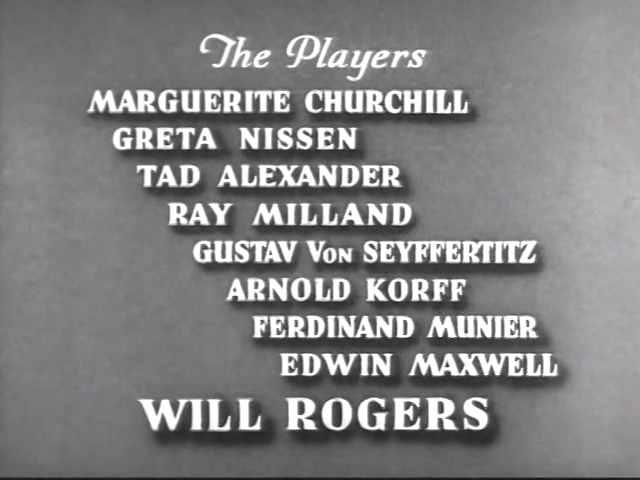 The Players
MARGUERITE CHURCHILL
GRETA NISSEN
TAD ALEXANDER
RAY MILLAND
GUSTAV VON SEYFFERTITZ
ARNOLD KORFF
FERDINAND MUNIER
EDWIN MAXWELL
WILL ROGERS